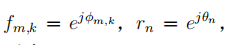 f_{m,k} = e^{jϕ_{m,k}}，r_n = e^{jθ_n}